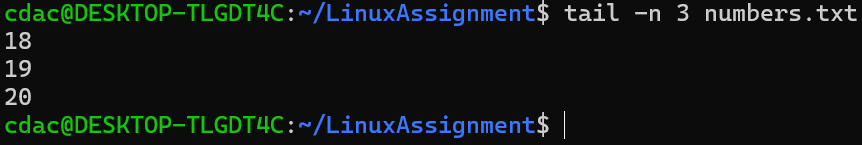 cdac@DESKTOP-TLGDT4C:~/LinuxAssignment$ tail -n 3 numbers.txt
18
19
20
cdac@DESKTOP-TLGDT4C:~/LinuxAssignment$